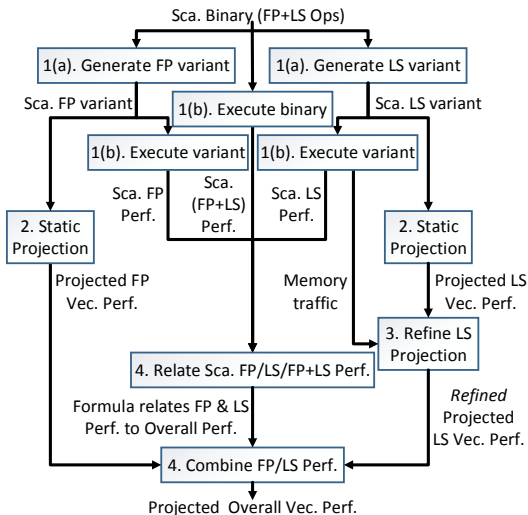 Sca. Binary (FP+LS Ops)
1(a). Generate FP variant
1(a). Generate LS variant
Sca. FP variant
Sca. LS variant
1(b). Execute binary
1(b). Execute variant
1(b). Execute variant
Sca. FP
Perf.
Sca.
(FP+LS)
Perf.
Sca. LS
Perf.
2. Static
Projection
2. Static
Projection
Projected FP
Vec. Perf.
Memory
traffic
Projected LS
Vec. Perf.
3. Refine LS
Projection
4. Relate Sca. FP/LS/FP+LS Perf.
Formula relates FP & LS
Perf. to Overall Perf.
Refined
Projected
LS Vec. Perf.
4. Combine FP/LS Perf.
Projected Overall Vec. Perf.